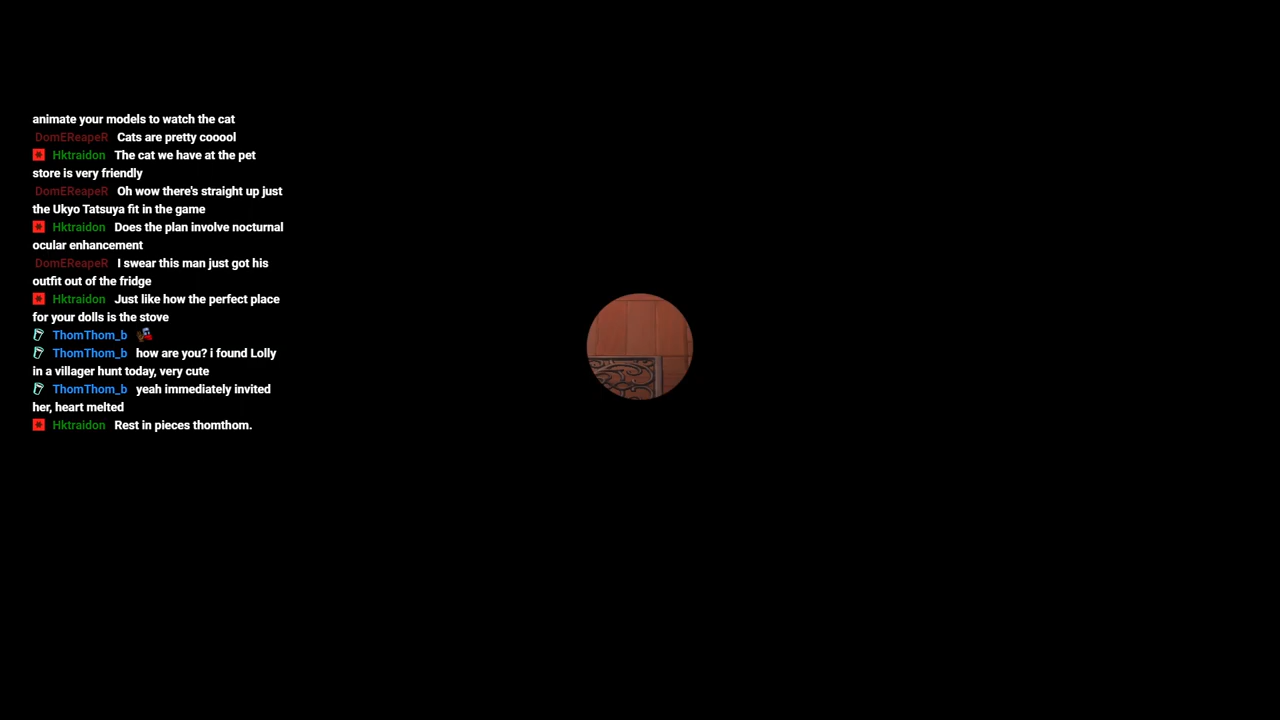 animate your models to watch the cat
DomEReapeR Cats are pretty cooool
Hktraidon The cat we have at the pet
store is very friendly
DomEReapeR Oh wow there's straight up just
the Ukyo Tatsuya fit in the game
Hktraidon Does the plan involve nocturnal
ocular enhancement
DomEReapeR I swear this man just got his
outfit out of the fridge
Hktraidon Just like how the perfect place
for your dolls is the stove
ThomThom_b
ThomThom_b how are you? i found Lolly
in a villager hunt today, very cute
ThomThom_b yeah immediately invited
her, heart melted
Hktraidon Rest in pieces thomthom.